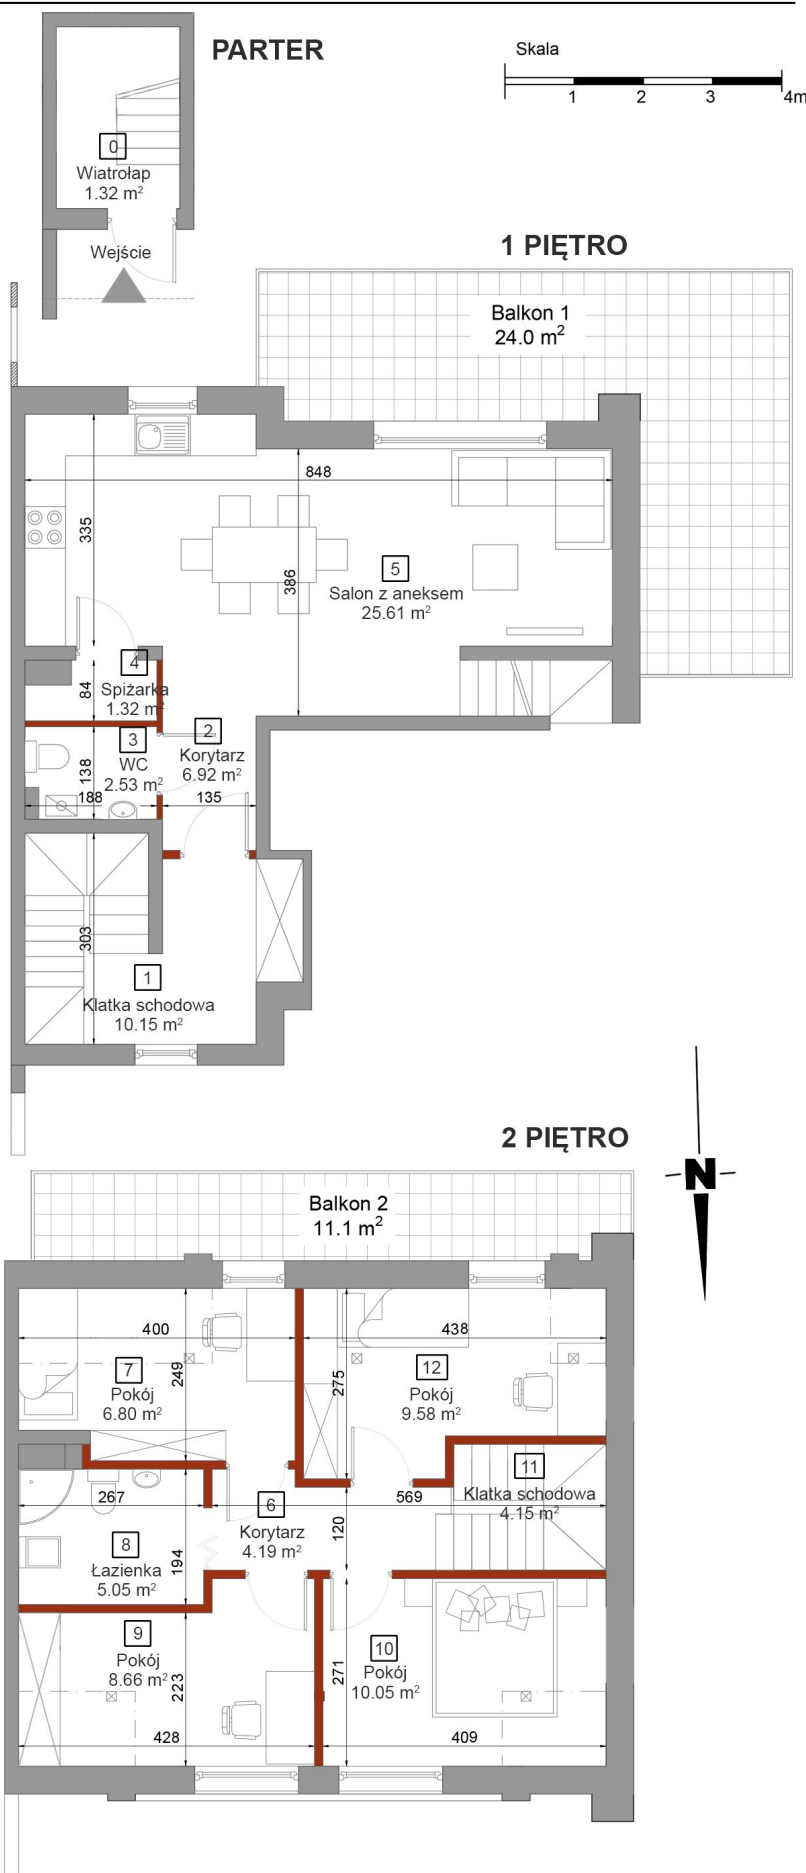 PARTER
Skala
1 2 3 4m
0
Wiatrołap
1.32 m²
Wejście
1 PIĘTRO
Balkon 1
24.0 m²
848
335
386
5
Salon z aneksem
25.61 m²
4
Spiżarka
1.32 m²
84
3
WC
2.53 m²
138
188
2
Korytarz
6.92 m²
135
303
1
Klatka schodowa
10.15 m²
2 PIĘTRO
N
Balkon 2
11.1 m²
400
438
7
Pokój
6.80 m²
249
275
12
Pokój
9.58 m²
11
Klatka schodowa
4.15 m²
267
569
6
Korytarz
4.19 m²
120
8
Łazienka
5.05 m²
194
9
Pokój
8.66 m²
223
10
Pokój
10.05 m²
271
428
409